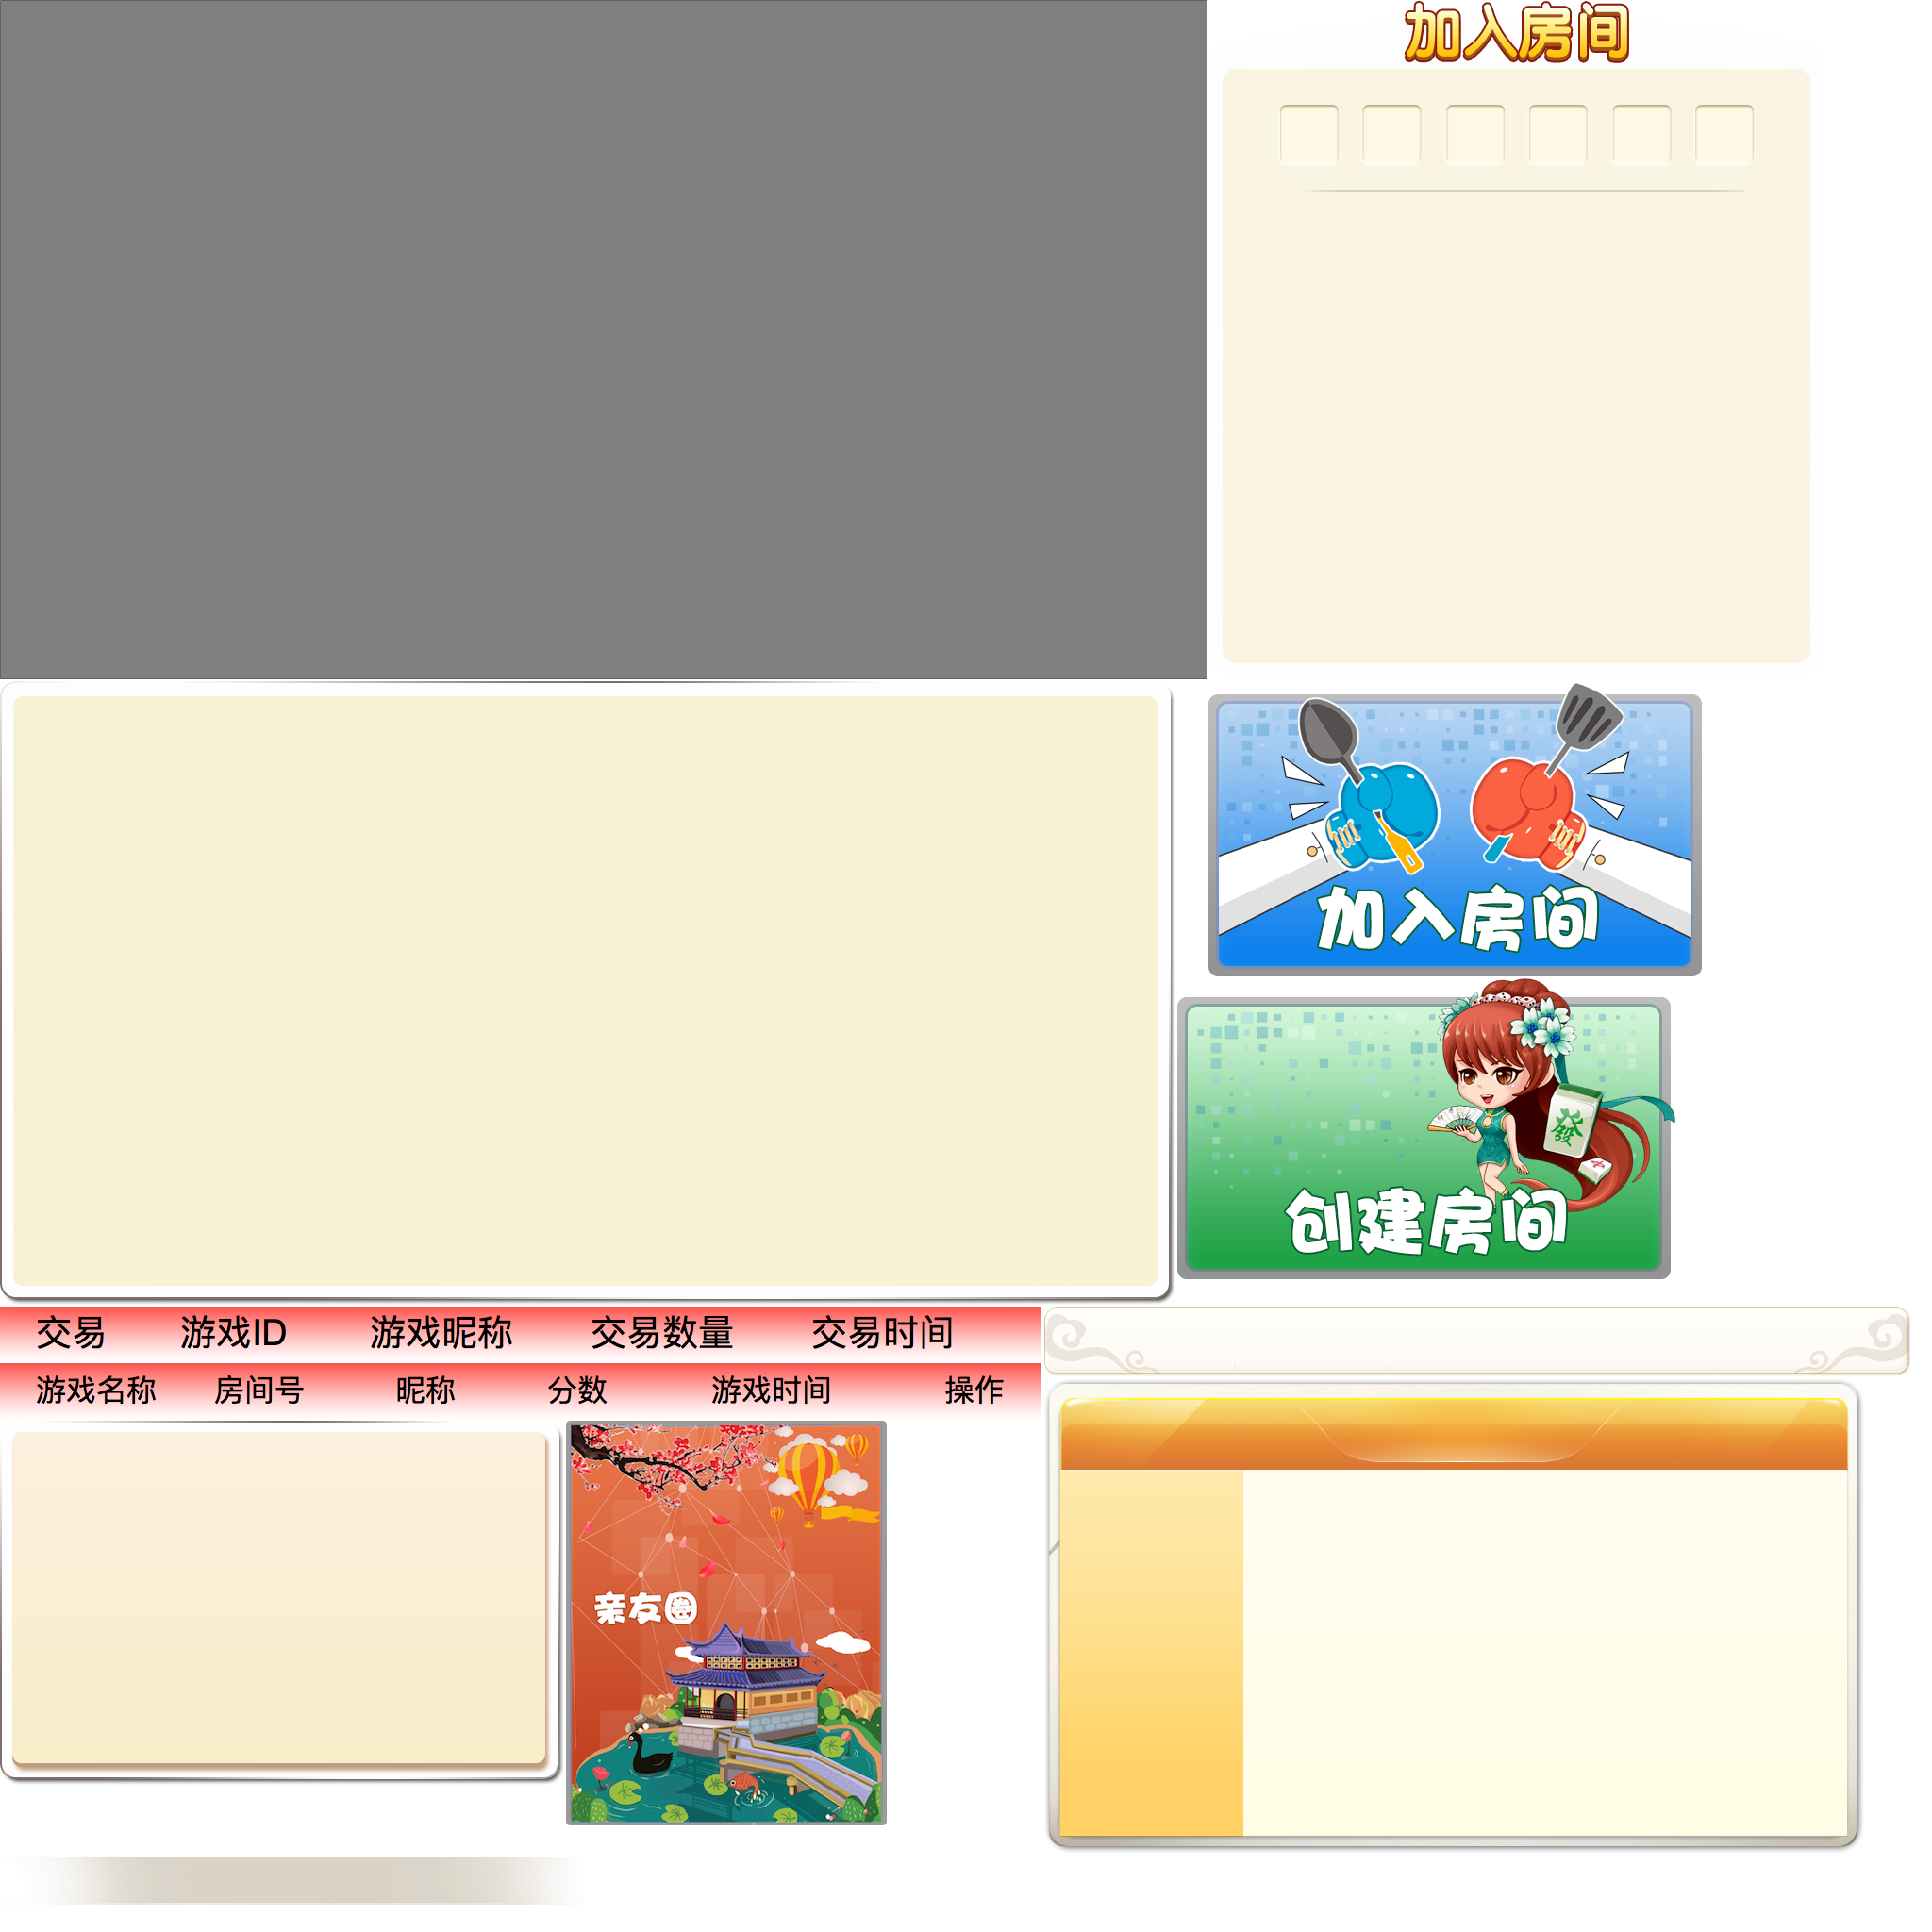 加入房间
加入房间
發
创建房间
交易 游戏ID 游戏昵称 交易数量 交易时间
游戏名称 房间号 昵称 分数 游戏时间 操作
亲友圈